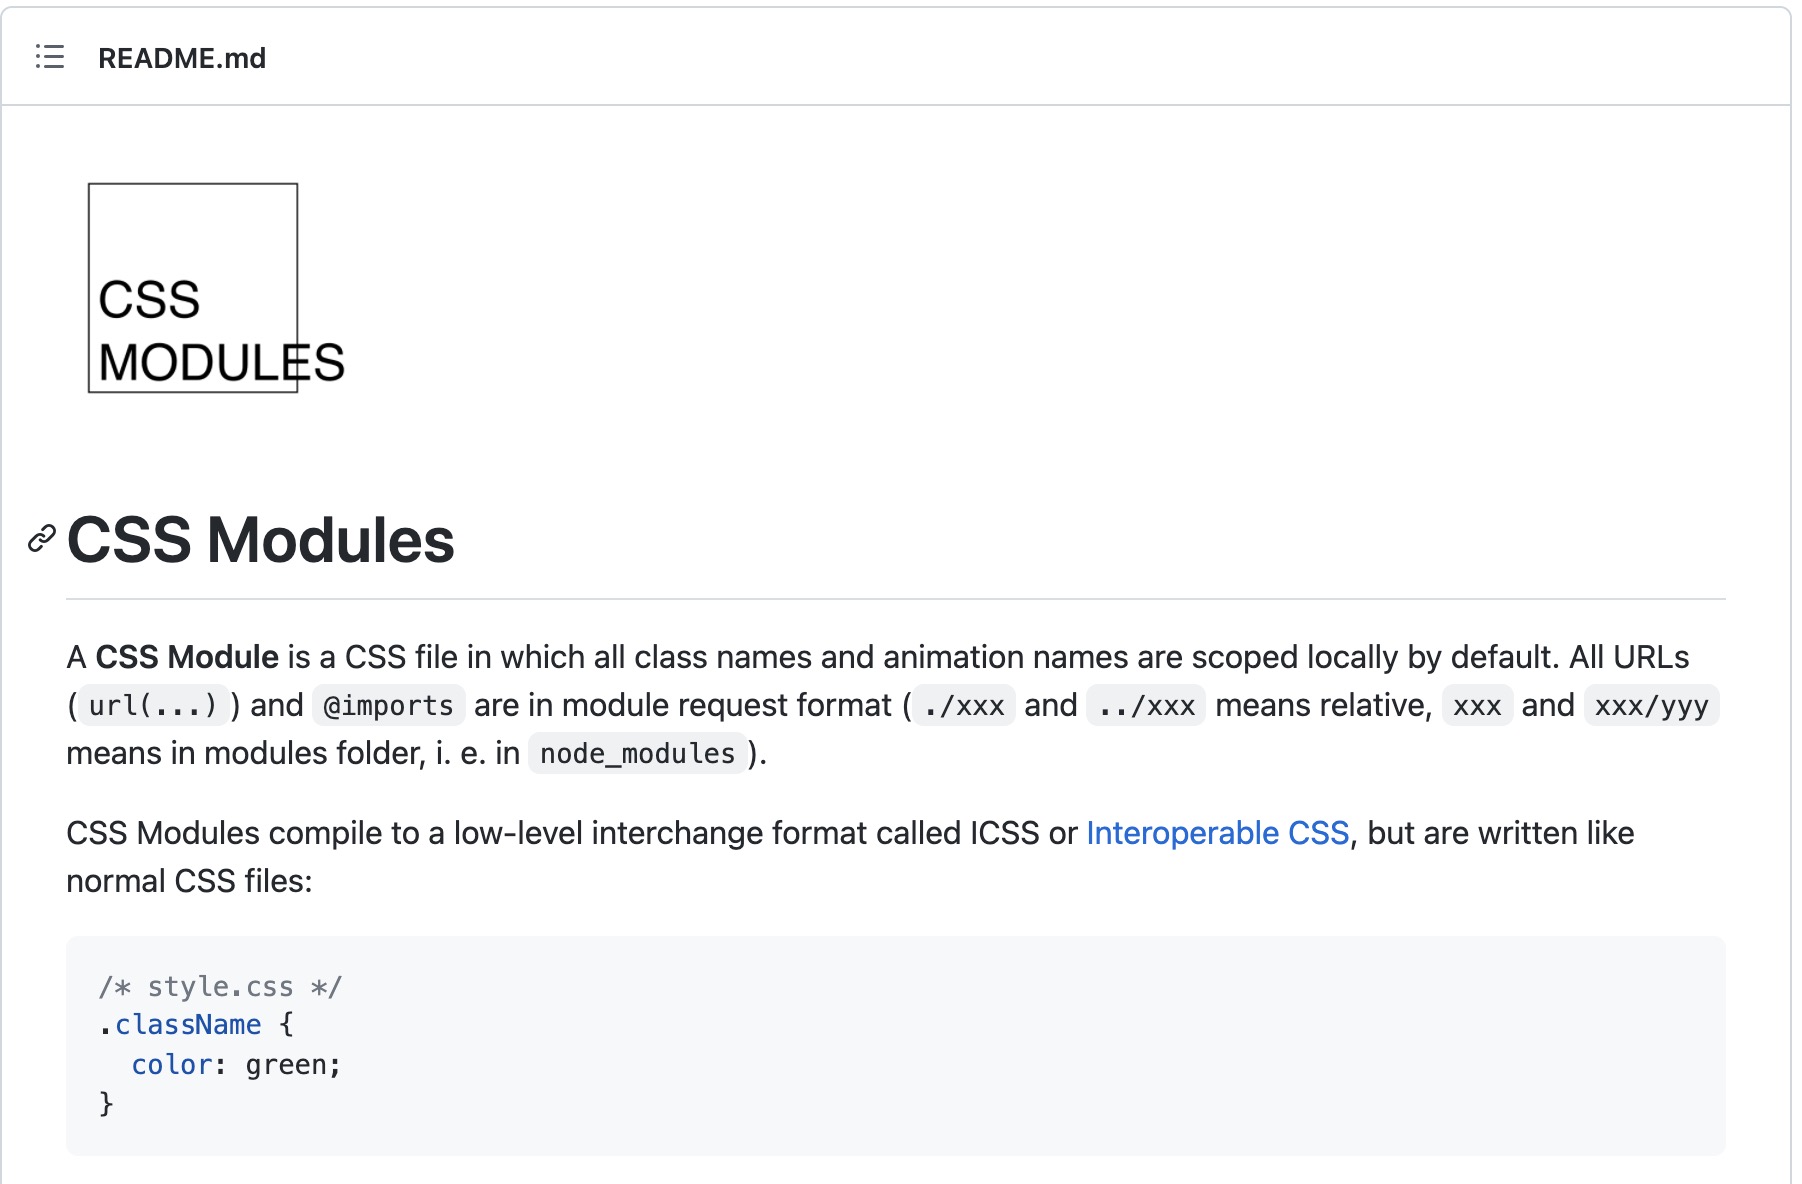 README.md
CSS
MODULES
CSS Modules
A CSS Module is a CSS file in which all class names and animation names are scoped locally by default. All URLs
(url(...)) and @imports are in module request format (./xxx and ../xxx means relative, xxx and xxx/yyy
means in modules folder, i. e. in node_modules).
CSS Modules compile to a low-level interchange format called ICSS or Interoperable CSS, but are written like
normal CSS files:
/* style.css */
.className {
  color: green;
}